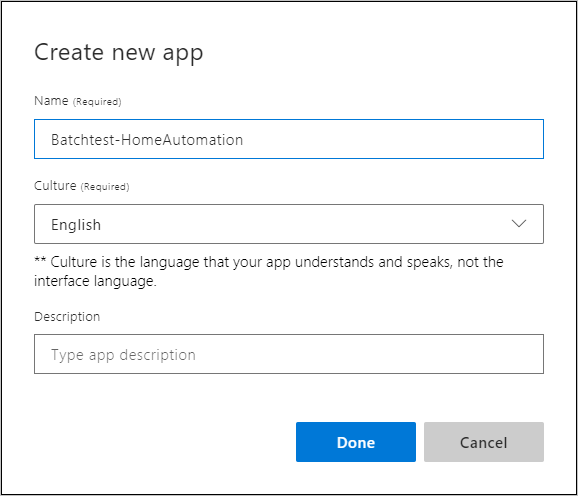 Create new app
Name (Required)
Batchtest-HomeAutomation
Culture (Required)
English
** Culture is the language that your app understands and speaks, not the
interface language.
Description
Type app description
Done
Cancel